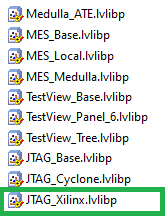 Medulla_ATE.lvlibp
MES_Base.lvlibp
MES_Local.lvlibp
MES_Medulla.lvlibp
TestView_Base.lvlibp
TestView_Panel_6.lvlibp
TestView_Tree.lvlibp
JTAG_Base.lvlibp
JTAG_Cyclone.lvlibp
JTAG_Xilinx.lvlibp